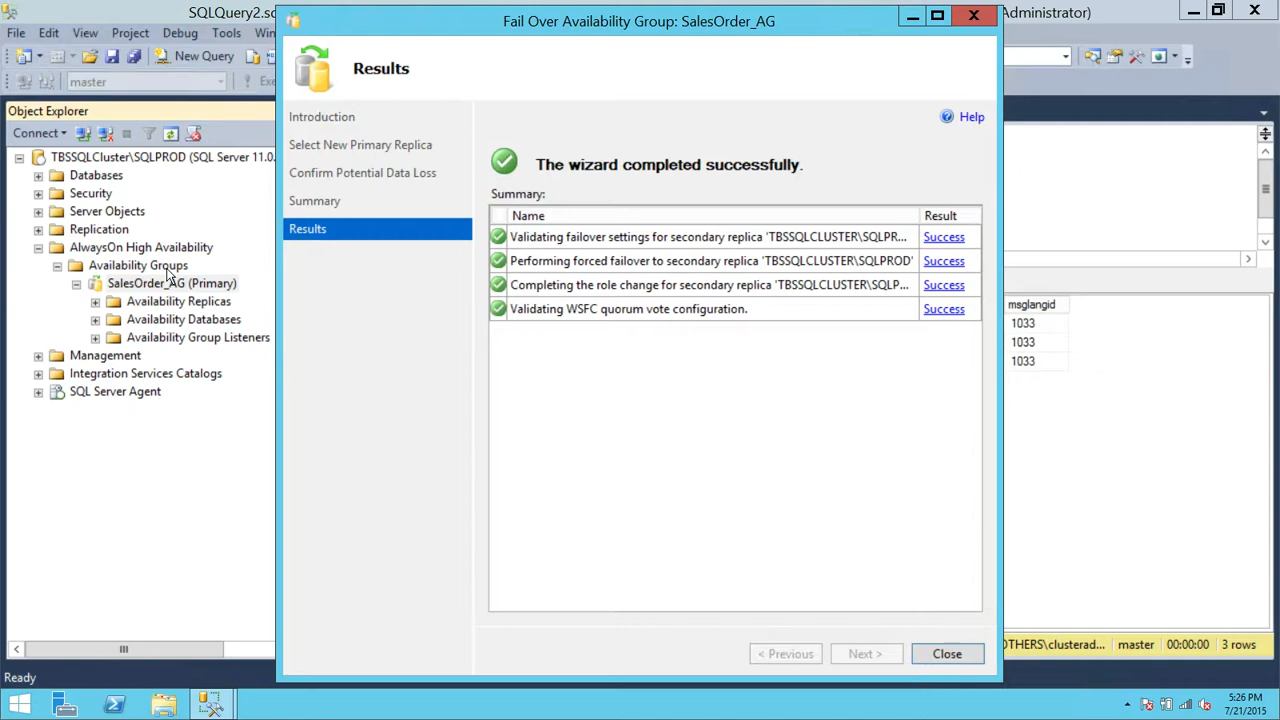 SQLQuery2.s
Fail Over Availability Group: SalesOrder_AG
Administrator)
File Edit View Project Debug Tools
New Query
master
Object Explorer
Connect
TBSSQLCluster\SQLPROD (SQL Server 11.0.
Databases
Security
Server Objects
Replication
AlwaysOn High Availability
Availability Groups
SalesOrder_AG (Primary)
Availability Replicas
Availability Databases
Availability Group Listeners
Management
Integration Services Catalogs
SQL Server Agent
Results
Introduction
Select New Primary Replica
Confirm Potential Data Loss
Summary
Results
Help
The wizard completed successfully.
Summary:
Name Result
Validating failover settings for secondary replica 'TBSSQLCLUSTER\SQLPR... Success
Performing forced failover to secondary replica 'TBSSQLCLUSTER\SQLPROD' Success
Completing the role change for secondary replica 'TBSSQLCLUSTER\SQLP... Success
Validating WSFC quorum vote configuration. Success
< Previous Next > Close
msglangid
1033
1033
1033
OTHERS\clusterad... master 00:00:00 3 rows
Ready
5:26 PM
7/21/2015